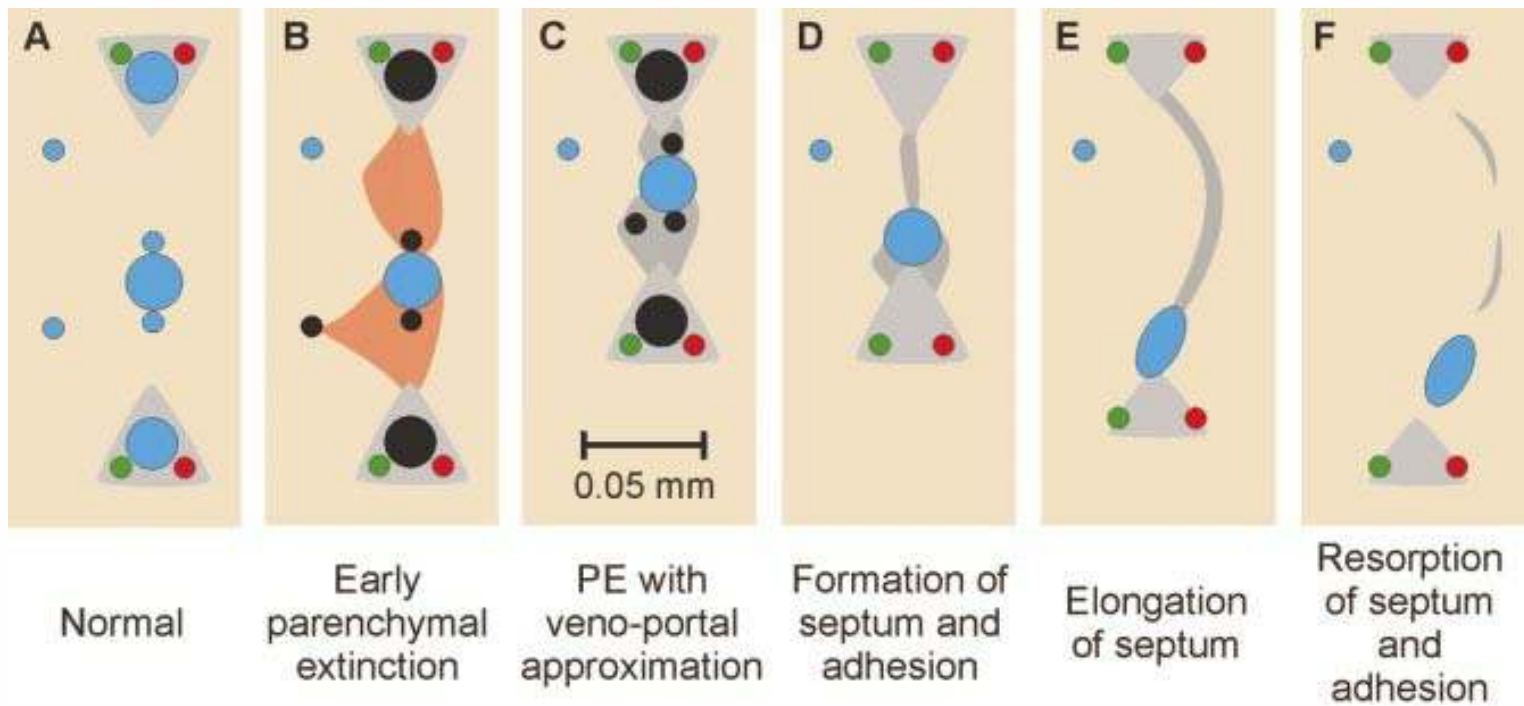 A
B
C
D
E
F
0.05 mm
Normal
Early
parenchymal
extinction
PE with
veno-portal
approximation
Formation of
septum and
adhesion
Elongation
of septum
Resorption
of septum
and
adhesion